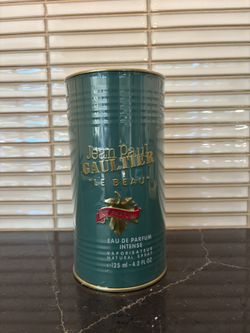 Jean Paul
GAULTIER
"LE BEAU"
EAU DE PARFUM
INTENSE
VAPORISATEUR
NATURAL SPRAY
125 ml - 4.2 FL.OZ